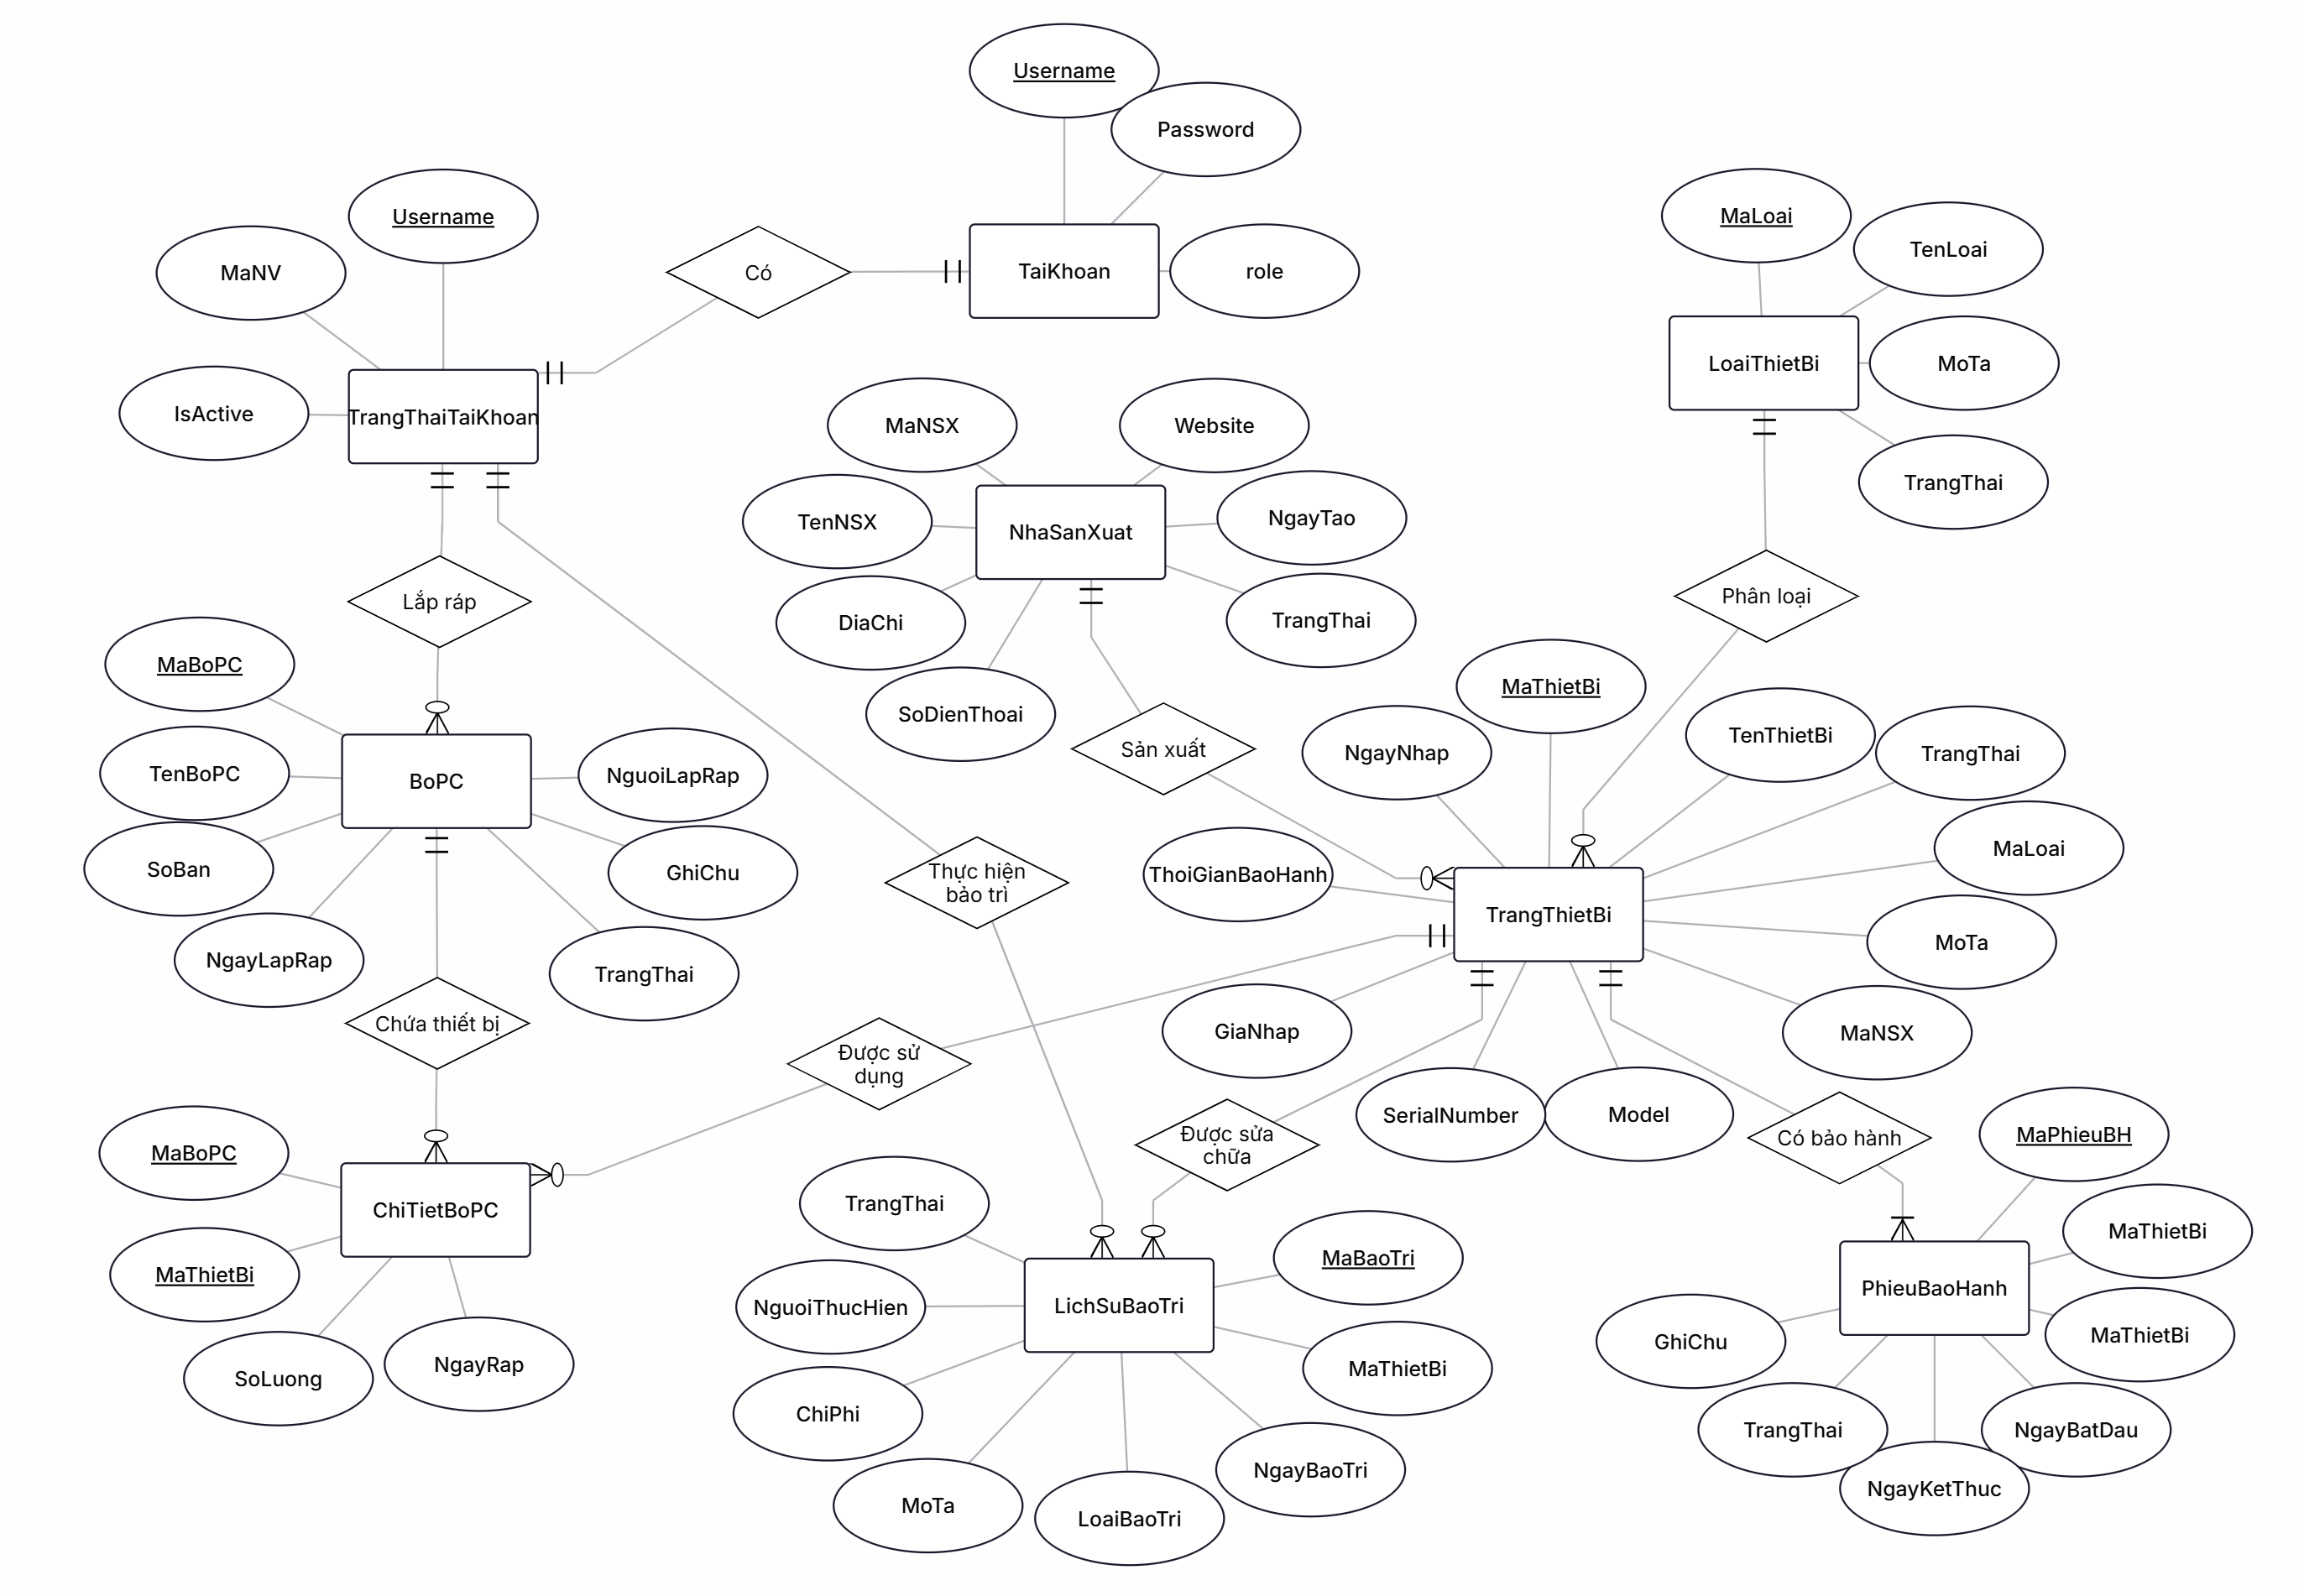 Username
Password
TaiKhoan
role
Có
Username
MaNV
IsActive
TrangThaiTaiKhoan
MaLoai
TenLoai
LoaiThietBi
MoTa
TrangThai
MaNSX
Website
TenNSX
NhaSanXuat
NgayTao
DiaChi
TrangThai
SoDienThoai
Lắp ráp
Phân loại
Sản xuất
MaBoPC
TenBoPC
BoPC
NguoiLapRap
SoBan
GhiChu
NgayLapRap
TrangThai
Thực hiện
bảo trì
MaThietBi
NgayNhap
TenThietBi
TrangThai
ThoiGianBaoHanh
MaLoai
TrangThietBi
MoTa
GiaNhap
MaNSX
SerialNumber
Model
Chứa thiết bị
Được sử
dụng
Được sửa
chữa
Có bảo hành
MaBoPC
ChiTietBoPC
MaThietBi
SoLuong
NgayRap
TrangThai
MaBaoTri
NguoiThucHien
LichSuBaoTri
MaThietBi
ChiPhi
NgayBaoTri
MoTa
LoaiBaoTri
MaPhieuBH
MaThietBi
PhieuBaoHanh
MaThietBi
GhiChu
TrangThai
NgayBatDau
NgayKetThuc